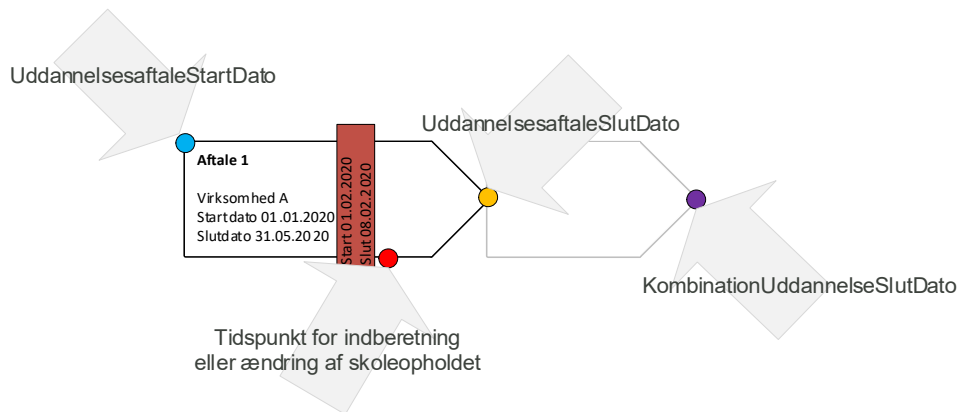 UddannelsesaftaleStartDato
UddannelsesaftaleSlutDato
Aftale 1
Virksomhed A
Startdato 01.01.2020
Slutdato 31.05.2020
Start 01.02.2020
Slut 08.02.2020
KombinationUddannelseSlutDato
Tidspunkt for indberetning
eller ændring af skoleopholdet